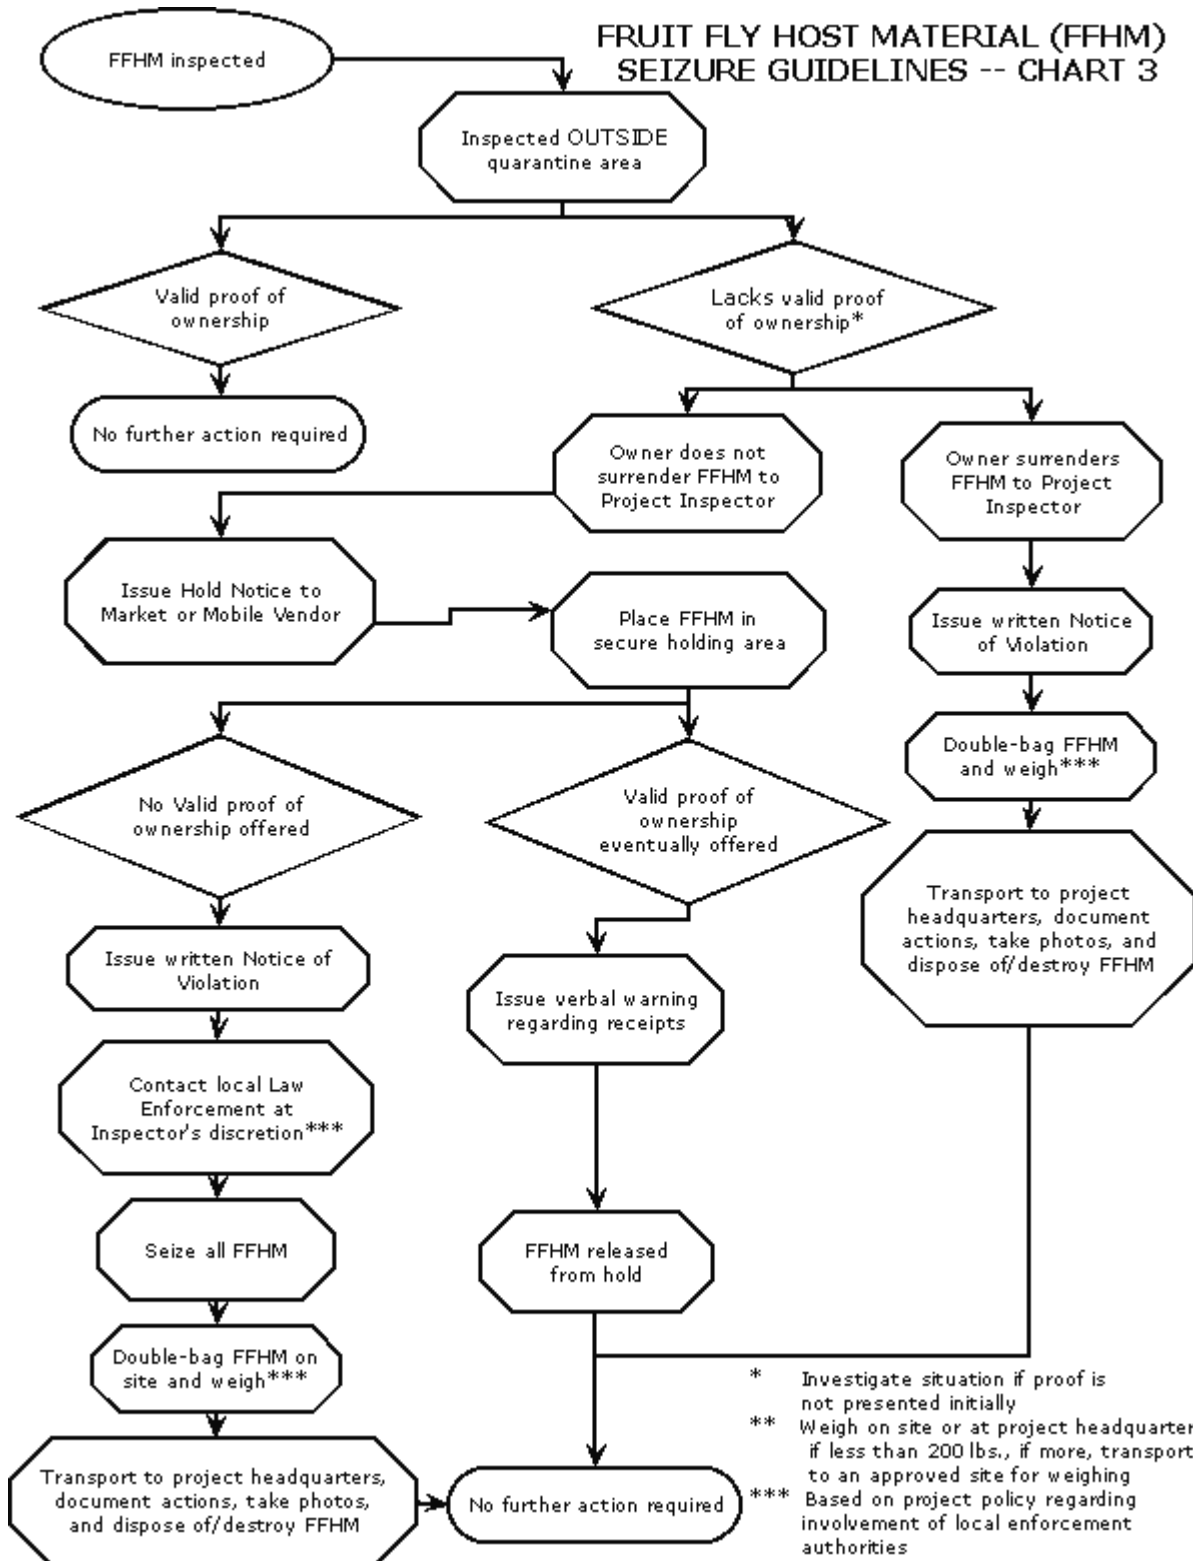 FRUIT FLY HOST MATERIAL (FFHM)
SEIZURE GUIDELINES -- CHART 3
FFHM inspected
Inspected OUTSIDE
quarantine area
Valid proof of
ownership
Lacks valid proof
of ownership*
No further action required
Owner does not
surrender FFHM to
Project Inspector
Owner surrenders
FFHM to Project
Inspector
Issue Hold Notice to
Market or Mobile Vendor
Place FFHM in
secure holding area
Issue written Notice
of Violation
Double-bag FFHM
and weigh***
No Valid proof of
ownership offered
Valid proof of
ownership
eventually offered
Transport to project
headquarters, document
actions, take photos, and
dispose of/destroy FFHM
Issue written Notice of
Violation
Issue verbal warning
regarding receipts
Contact local Law
Enforcement at
Inspector's discretion***
Seize all FFHM
FFHM released
from hold
Double-bag FFHM on
site and weigh***
Transport to project headquarters,
document actions, take photos,
and dispose of/destroy FFHM
No further action required
* Investigate situation if proof is
not presented initially
** Weigh on site or at project headquarter
if less than 200 lbs., if more, transport
to an approved site for weighing
*** Based on project policy regarding
involvement of local enforcement
authorities